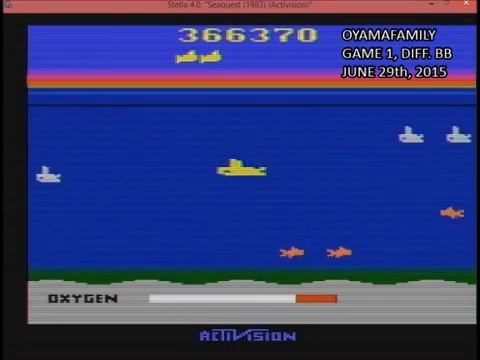 Stella 4.0: "Seaquest (1983) (Activision)"
366370
OYAMAFAMILY
GAME 1, DIFF. BB
JUNE 29th, 2015
OXYGEN
ACTIVISION